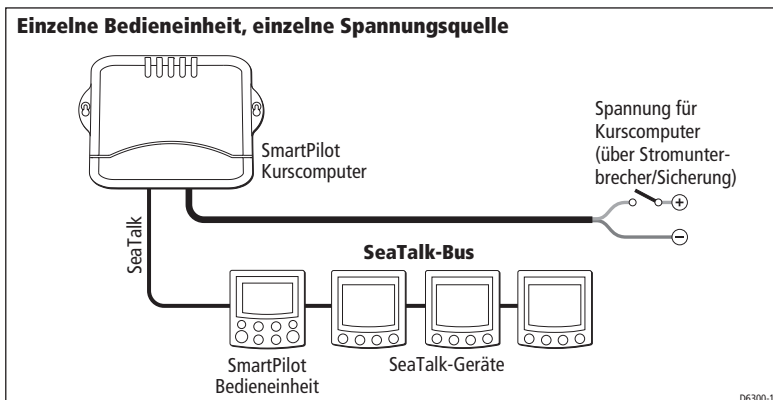 Einzelne Bedieneinheit, einzelne Spannungsquelle
SmartPilot
Kurscomputer
Spannung für
Kurscomputer
(über Stromunter-
brecher/Sicherung)
+
−
SeaTalk
SeaTalk-Bus
SmartPilot
Bedieneinheit
SeaTalk-Geräte
D6300-1